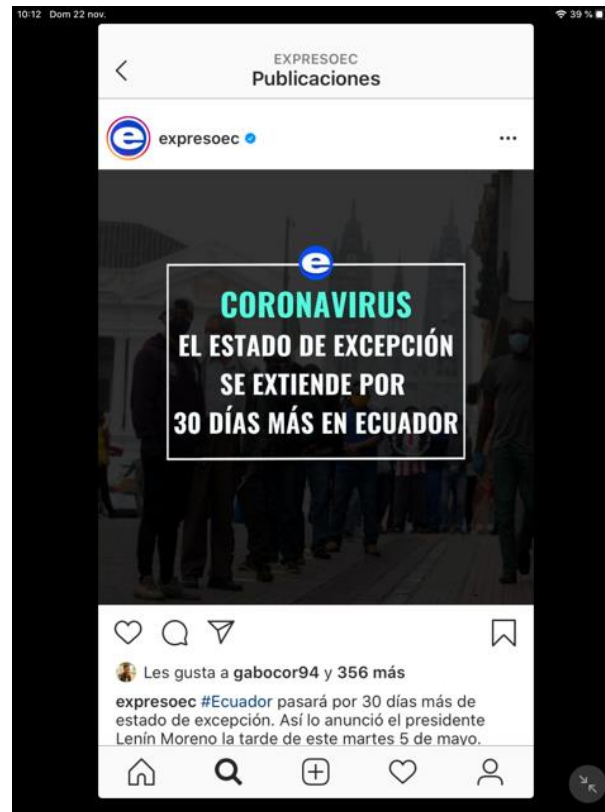 10:12 Dom 22 nov.
39 %
EXPRESOEC
Publicaciones
e expresoec
e
CORONAVIRUS
EL ESTADO DE EXCEPCIÓN
SE EXTIENDE POR
30 DÍAS MÁS EN ECUADOR
Les gusta a gabocor94 y 356 más
expresoec #Ecuador pasará por 30 días más de
estado de excepción. Así lo anunció el presidente
Lenín Moreno la tarde de este martes 5 de mayo.